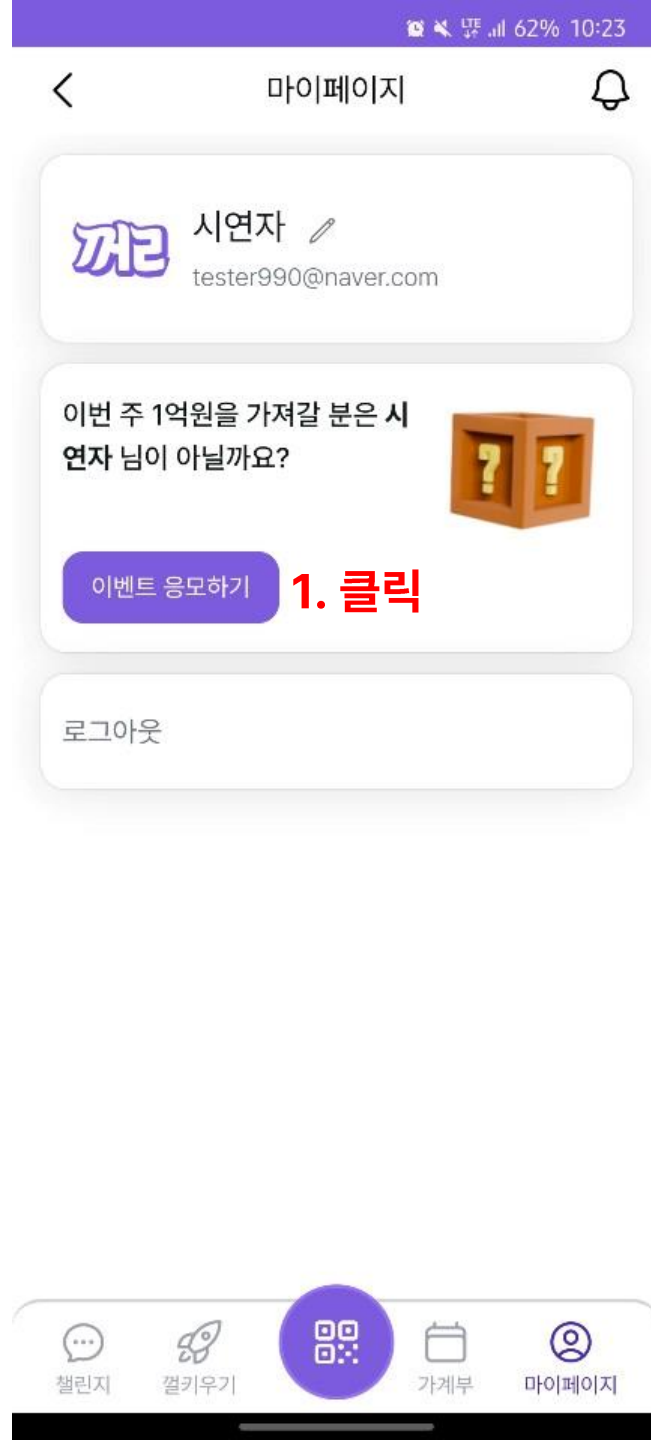 LTE 62% 10:23
마이페이지
꺼리
시연자
tester990@naver.com
이번 주 1억원을 가져갈 분은 시
연자 님이 아닐까요?
? ?
이벤트 응모하기 1. 클릭
로그아웃
챌린지 껄키우기 가계부 마이페이지